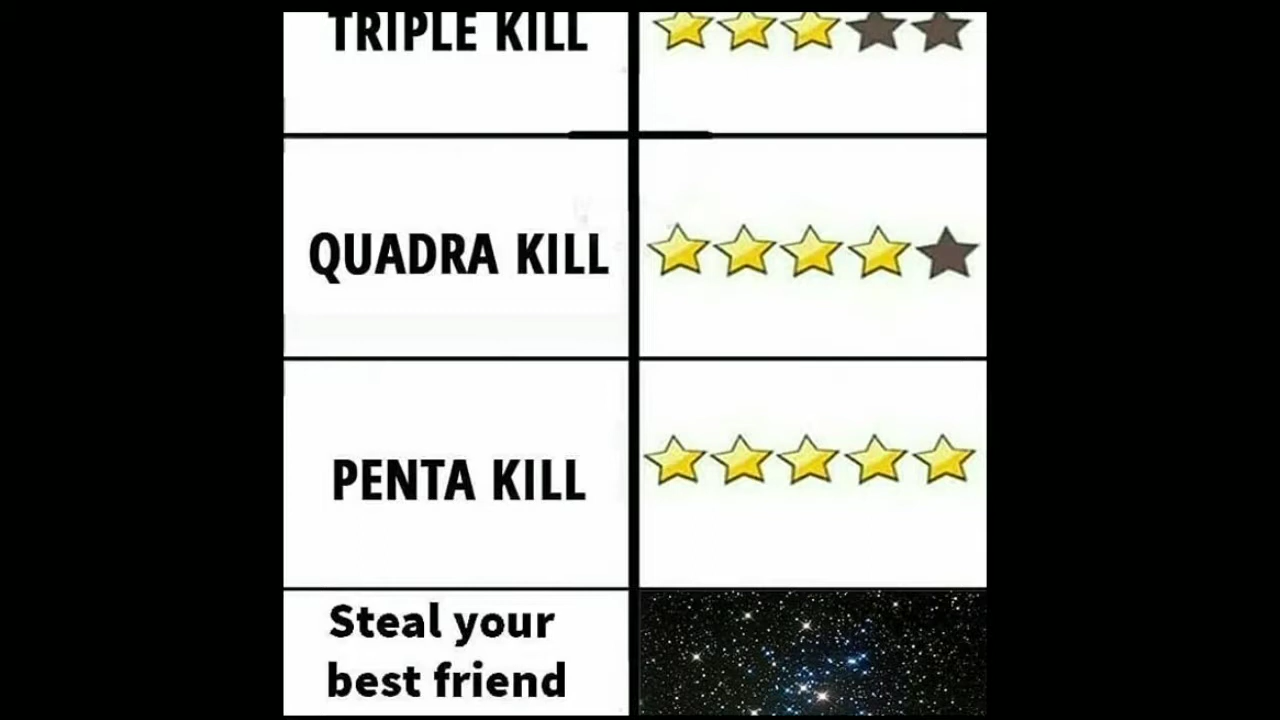 TRIPLE KILL
QUADRA KILL
PENTA KILL
Steal your
best friend